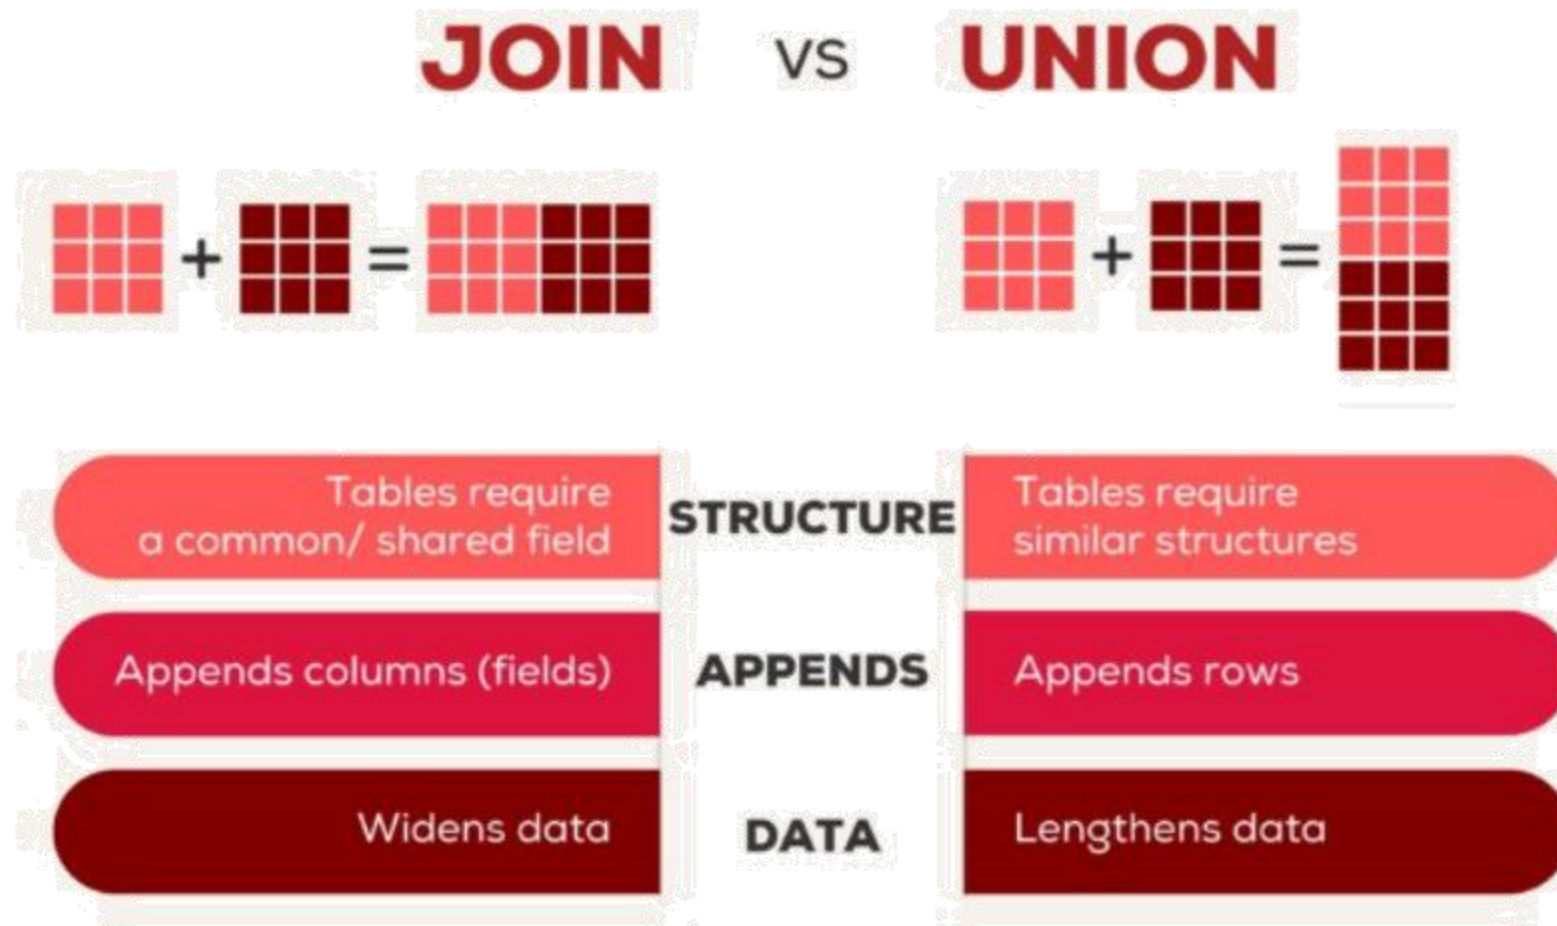 JOIN VS UNION
+ =
+ =
Tables require
a common/ shared field
STRUCTURE
Tables require
similar structures
Appends columns (fields)
APPENDS
Appends rows
Widens data
DATA
Lengthens data